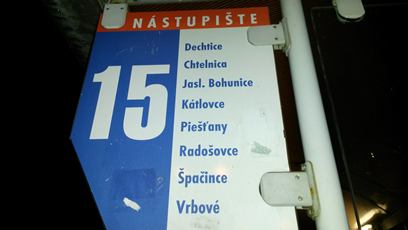 NÁSTUPIŠTE
15
Dechtice
Chtelnica
Jasl. Bohunice
Kátlovce
Piešťany
Radošovce
Špačince
Vrbové